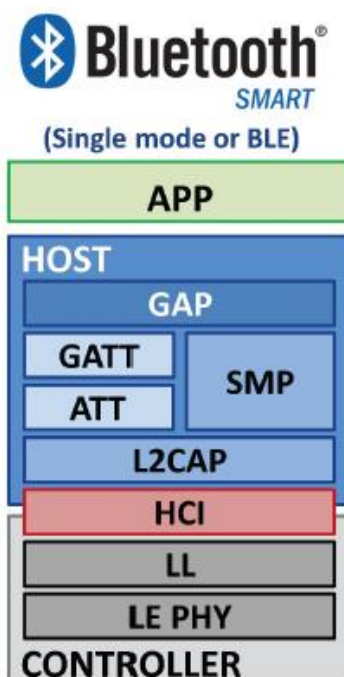 Bluetooth®
SMART
(Single mode or BLE)
APP
HOST
GAP
GATT
SMP
ATT
L2CAP
HCI
LL
LE PHY
CONTROLLER